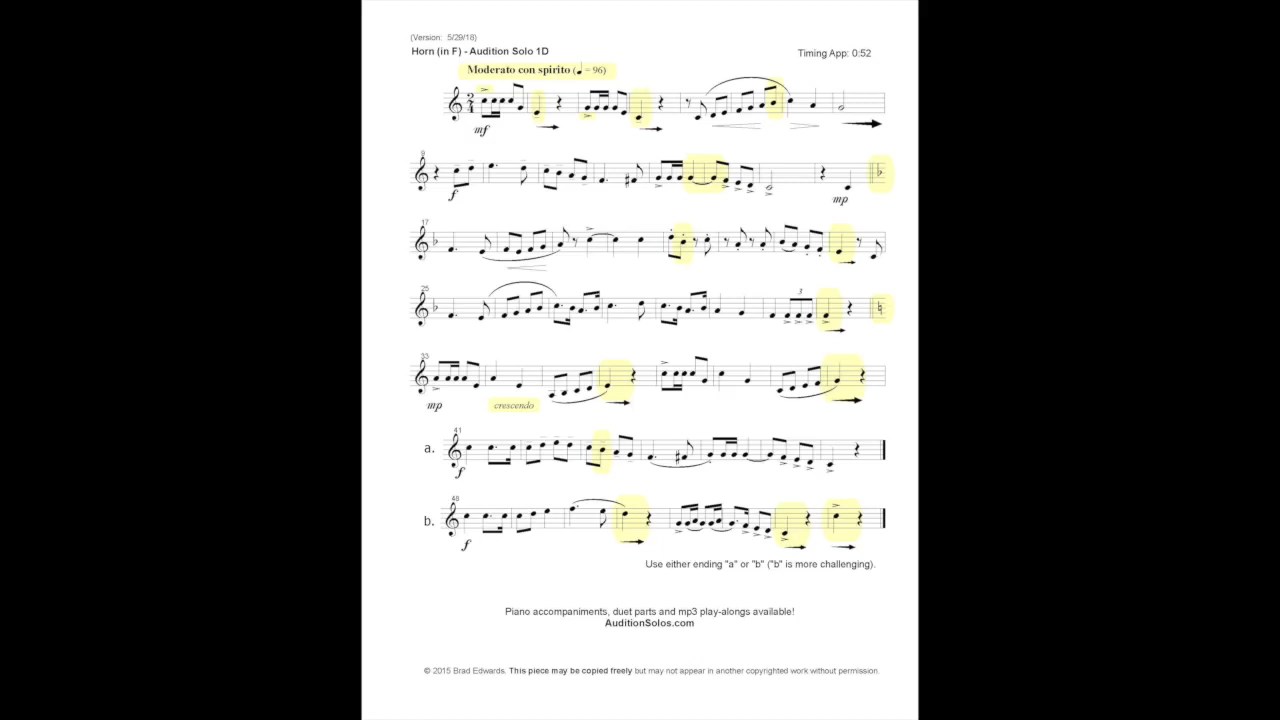 (Version: 5/29/18)
Horn (in F) - Audition Solo 1D
Timing App: 0:52
Moderato con spirito (♩ = 96)
2
4
mf
9
f
mp
17
25
3
33
mp
crescendo
41
a.
f
48
b.
f
Use either ending "a" or "b" ("b" is more challenging).
Piano accompaniments, duet parts and mp3 play-alongs available!
AuditionSolos.com
© 2015 Brad Edwards. This piece may be copied freely but may not appear in another copyrighted work without permission.